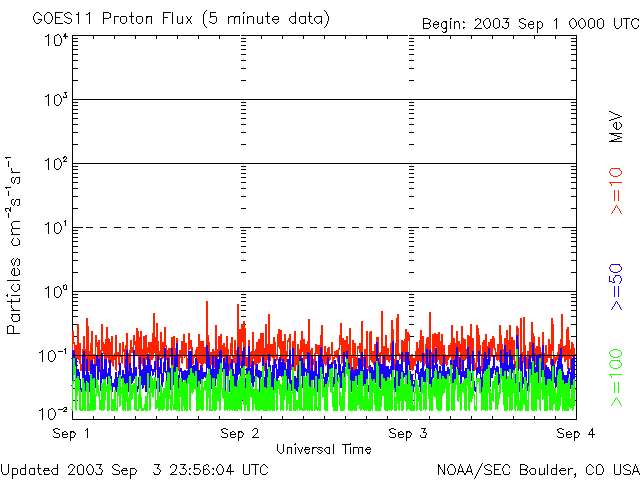 GOES11 Proton Flux (5 minute data)
Begin: 2003 Sep 1 0000 UTC
Particles cm⁻²s⁻¹sr⁻¹
10⁴
10³
10²
10¹
10⁰
10⁻¹
10⁻²
Sep 1
Sep 2
Sep 3
Sep 4
Universal Time
MeV
>=10
>=50
>=100
Updated 2003 Sep 3 23:56:04 UTC
NOAA/SEC Boulder, CO USA